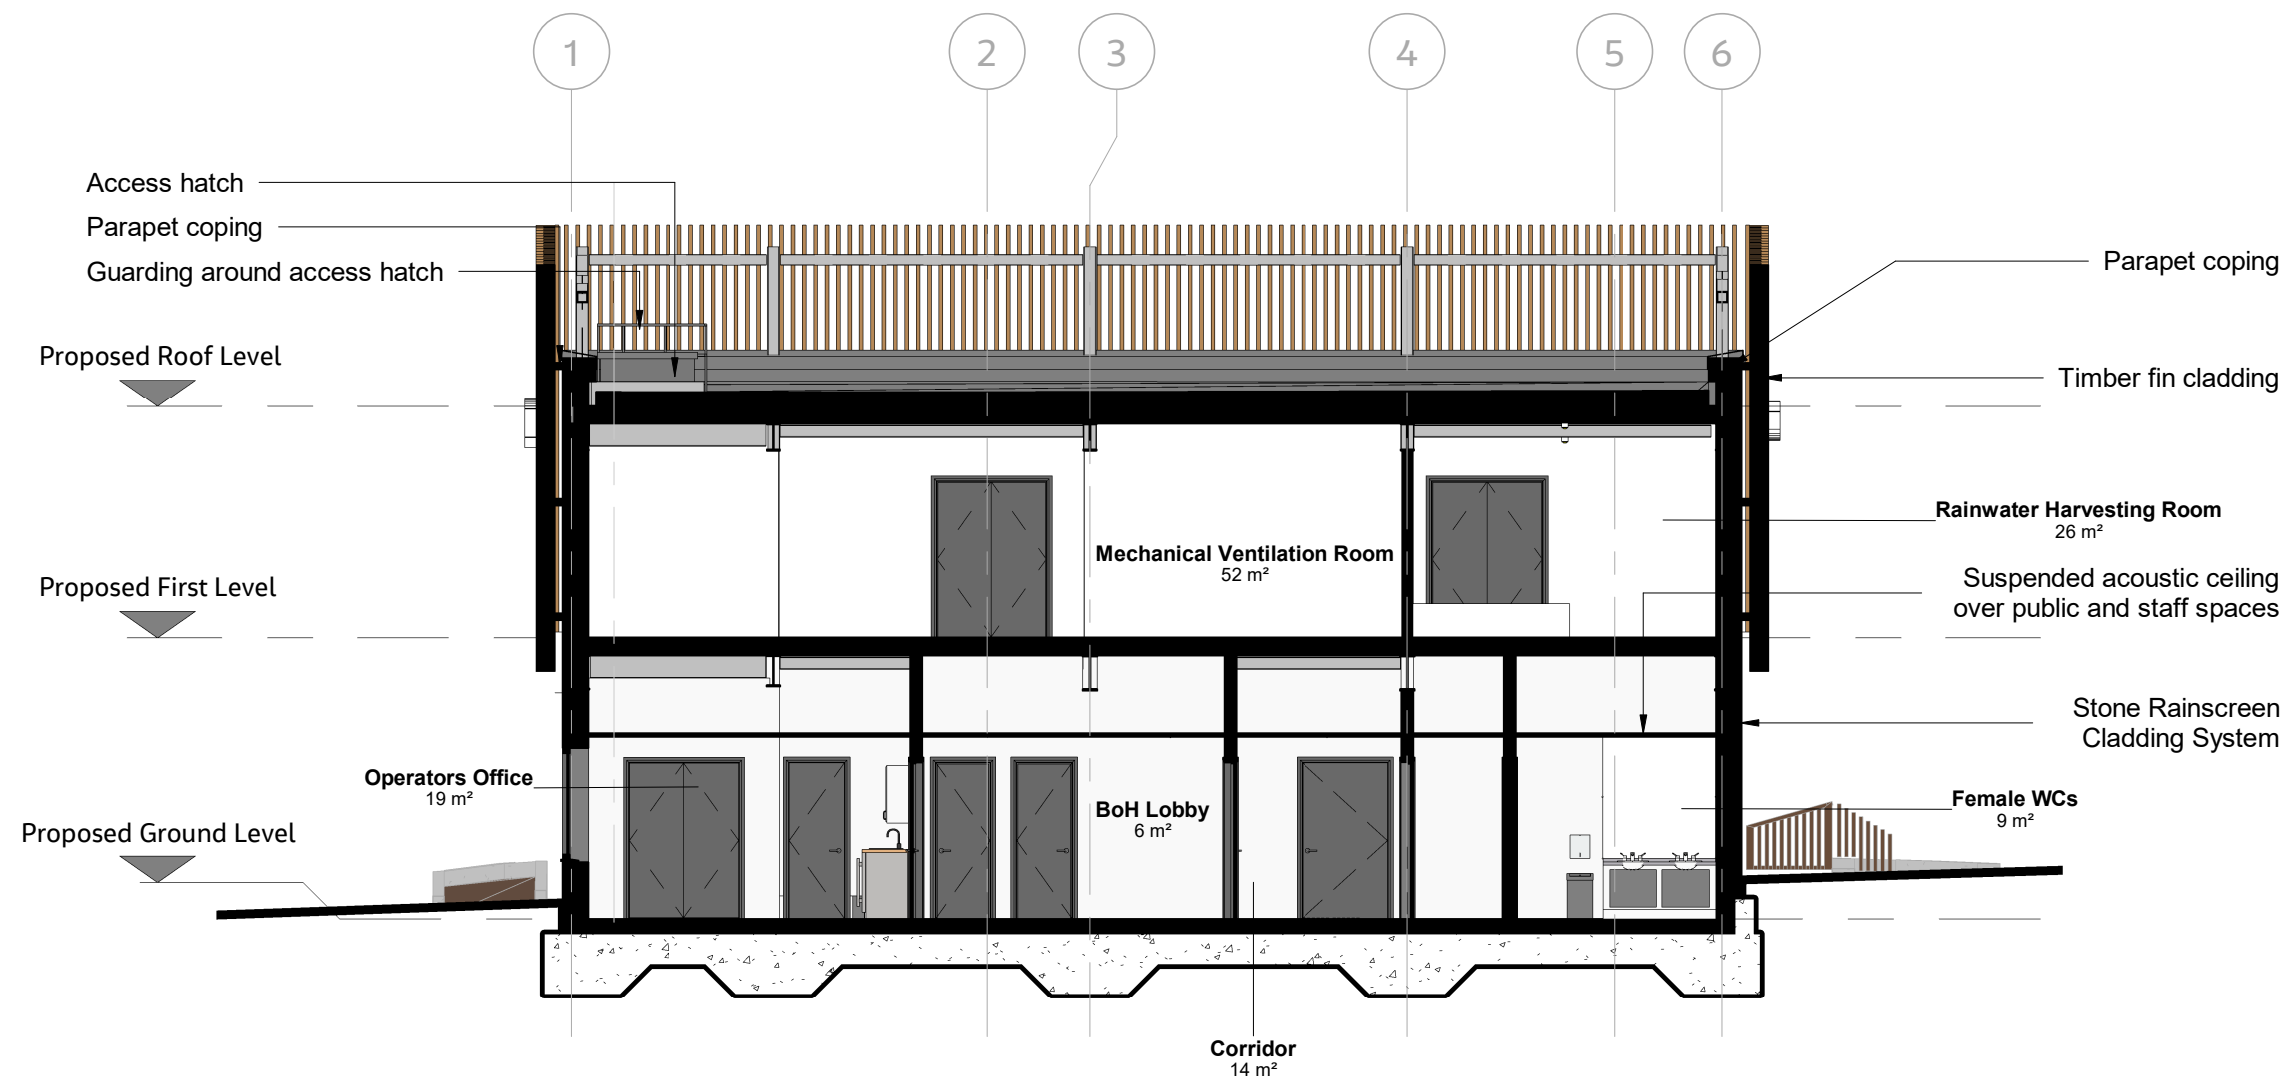 1
2
3
4
5
6
Access hatch
Parapet coping
Guarding around access hatch
Parapet coping
Proposed Roof Level
Timber fin cladding
Rainwater Harvesting Room
26 m²
Mechanical Ventilation Room
52 m²
Proposed First Level
Suspended acoustic ceiling
over public and staff spaces
Stone Rainscreen
Cladding System
Operators Office
19 m²
BoH Lobby
6 m²
Female WCs
9 m²
Proposed Ground Level
Corridor
14 m²